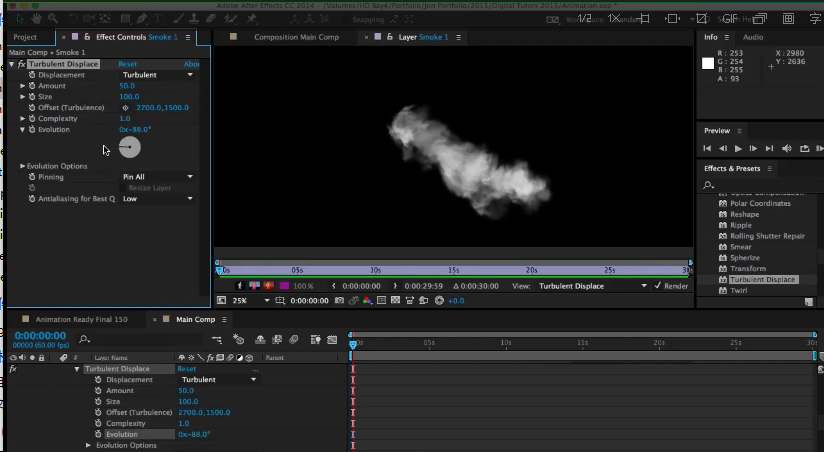 Adobe After Effects CC 2014 - /Volumes/HD Bay4/Portfolio/Jon Portfolio/2015/Digital Tutors 2015/Animation.aep *
Snapping
1/2 1X GIF
Project
Effect Controls Smoke 1
Composition Main Comp
Layer Smoke 1
Info
Audio
Main Comp • Smoke 1
fx Turbulent Displace Reset Abou
Displacement Turbulent
Amount 50.0
Size 100.0
Offset (Turbulence) 2700.0,1500.0
Complexity 1.0
Evolution 0x-88.0°
Evolution Options
Pinning Pin All
Resize Layer
Antialiasing for Best Q Low
R : 253
G : 254
B : 255
A : 93
X : 2980
Y : 2636
Preview
Effects & Presets
Polar Coordinates
Reshape
Ripple
Rolling Shutter Repair
Smear
Spherize
Transform
Turbulent Displace
Twirl
0s 05s 10s 15s 20s 25s 30s
100 % 0:00:00:00 0:00:29:59 Δ 0:00:30:00 View: Turbulent Displace Render
25% 0:00:00:00 +0.0
Animation Ready Final 150
Main Comp
0:00:00:00
00000 (60.00 fps)
Layer Name
Parent
0s 05s 10s 15s 20s 25s 30s
fx Turbulent Displace Reset ...
Displacement Turbulent
Amount 50.0
Size 100.0
Offset (Turbulence) 2700.0,1500.0
Complexity 1.0
Evolution 0x-88.0°
Evolution Options